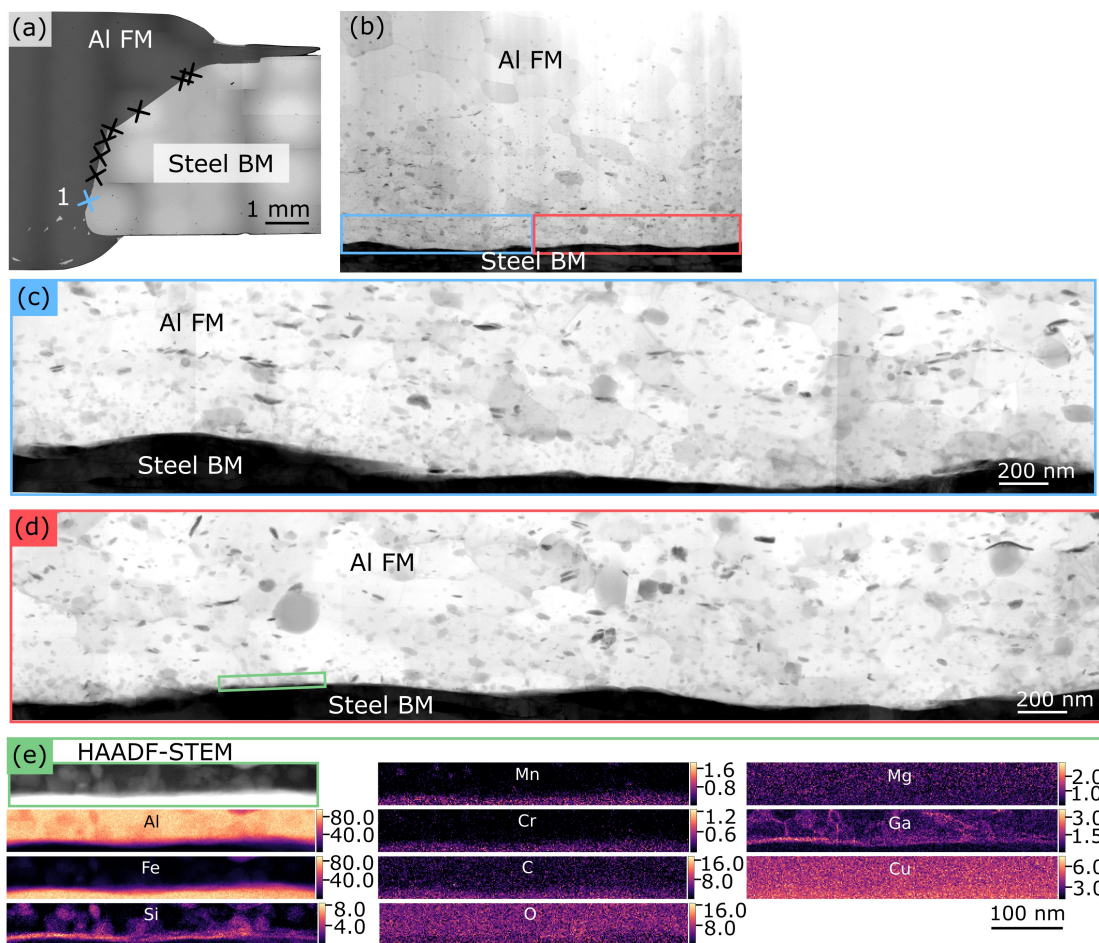 (a)
Al FM
Steel BM
1
1 mm
(b)
Al FM
Steel BM
(c)
Al FM
Steel BM
200 nm
(d)
Al FM
Steel BM
200 nm
(e)
HAADF-STEM
Al
80.0
40.0
Fe
80.0
40.0
Si
8.0
4.0
Mn
1.6
0.8
Cr
1.2
0.6
C
16.0
8.0
O
16.0
8.0
Mg
2.0
1.0
Ga
3.0
1.5
Cu
6.0
3.0
100 nm